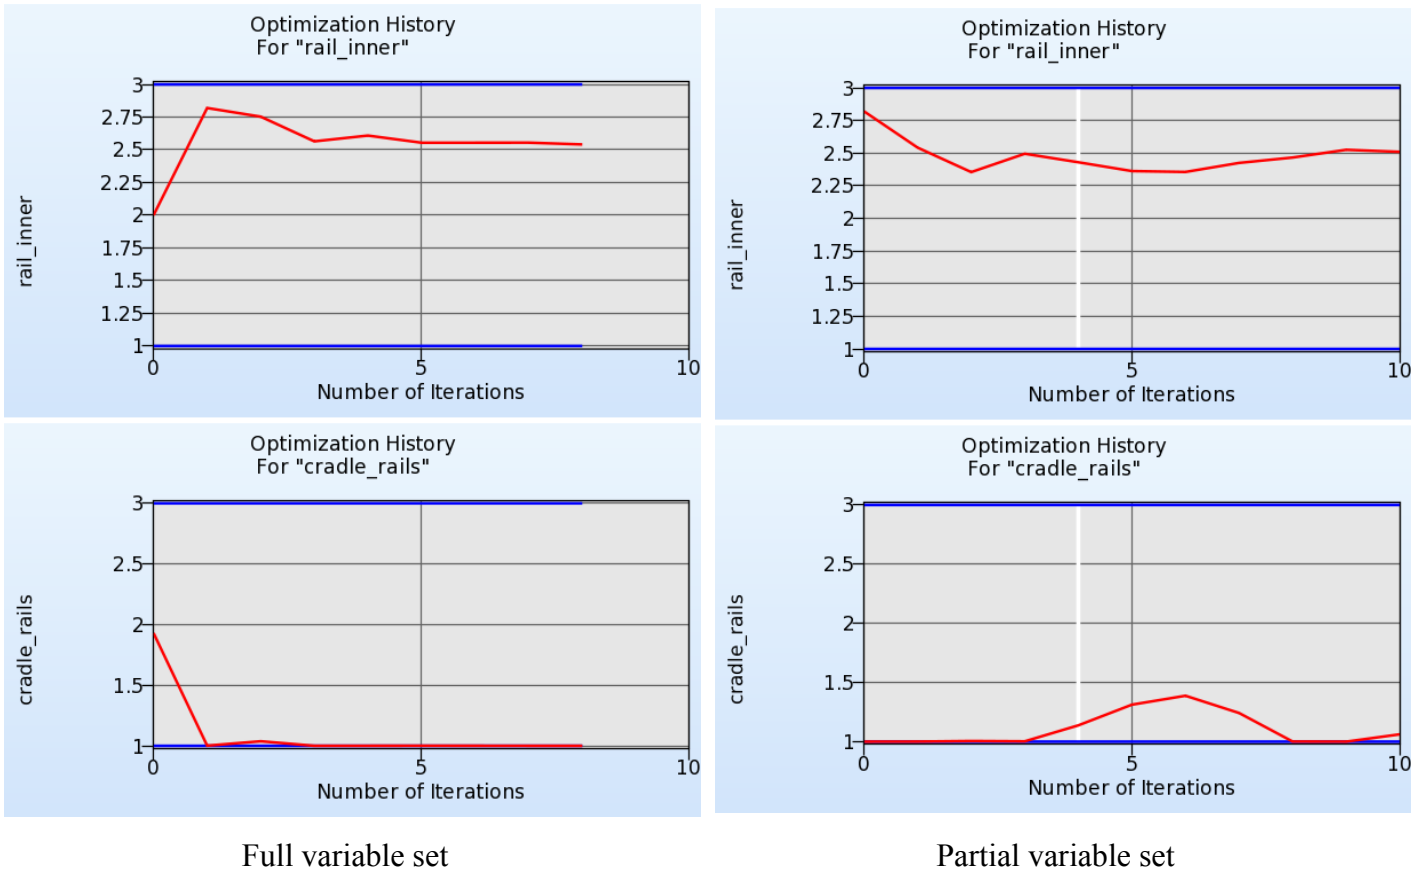 Optimization History
For "rail_inner"
3
2.75
2.5
2.25
2
1.75
1.5
1.25
1
rail_inner
0
5
10
Number of Iterations
Optimization History
For "rail_inner"
3
2.75
2.5
2.25
2
1.75
1.5
1.25
1
rail_inner
0
5
10
Number of Iterations
Optimization History
For "cradle_rails"
3
2.5
2
1.5
1
cradle_rails
0
5
10
Number of Iterations
Optimization History
For "cradle_rails"
3
2.5
2
1.5
1
cradle_rails
0
5
10
Number of Iterations
Full variable set
Partial variable set